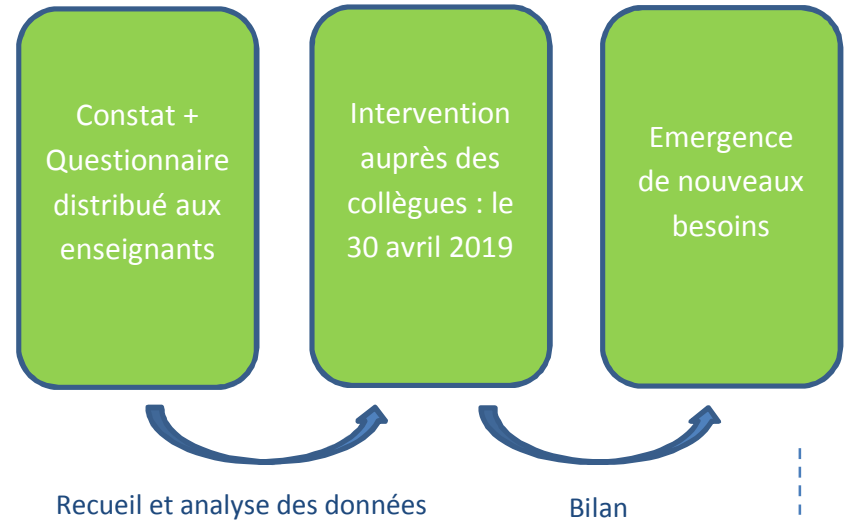 Constat +
Questionnaire
distribué aux
enseignants
Intervention
auprès des
collègues : le
30 avril 2019
Emergence
de nouveaux
besoins
Recueil et analyse des données
Bilan